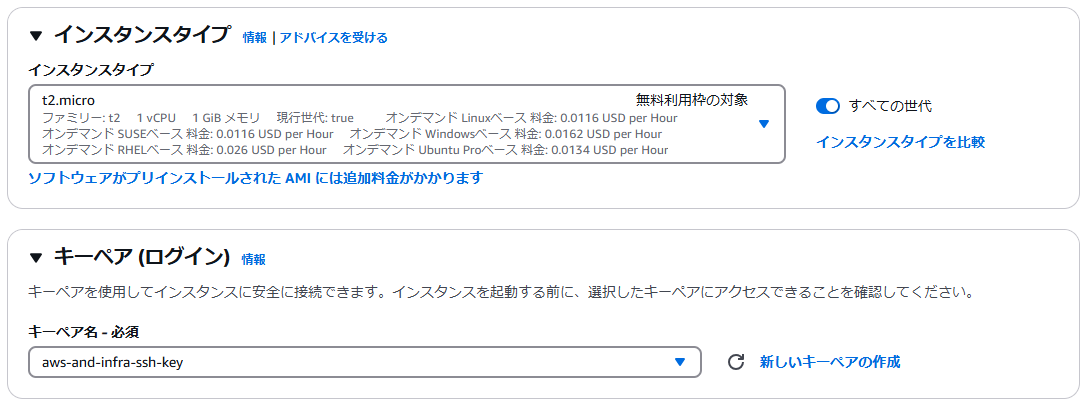 インスタンスタイプ 情報 | アドバイスを受ける
インスタンスタイプ
t2.micro 無料利用枠の対象
ファミリー: t2 1 vCPU 1 GiB メモリ 現行世代: true オンデマンド Linuxベース 料金: 0.0116 USD per Hour
オンデマンド SUSEベース 料金: 0.0116 USD per Hour オンデマンド Windowsベース 料金: 0.0162 USD per Hour
オンデマンド RHELベース 料金: 0.026 USD per Hour オンデマンド Ubuntu Proベース 料金: 0.0134 USD per Hour
すべての世代
インスタンスタイプを比較
ソフトウェアがプリインストールされた AMI には追加料金がかかります
キーペア (ログイン) 情報
キーペアを使用してインスタンスに安全に接続できます。インスタンスを起動する前に、選択したキーペアにアクセスできることを確認してください。
キーペア名 - 必須
aws-and-infra-ssh-key
新しいキーペアの作成